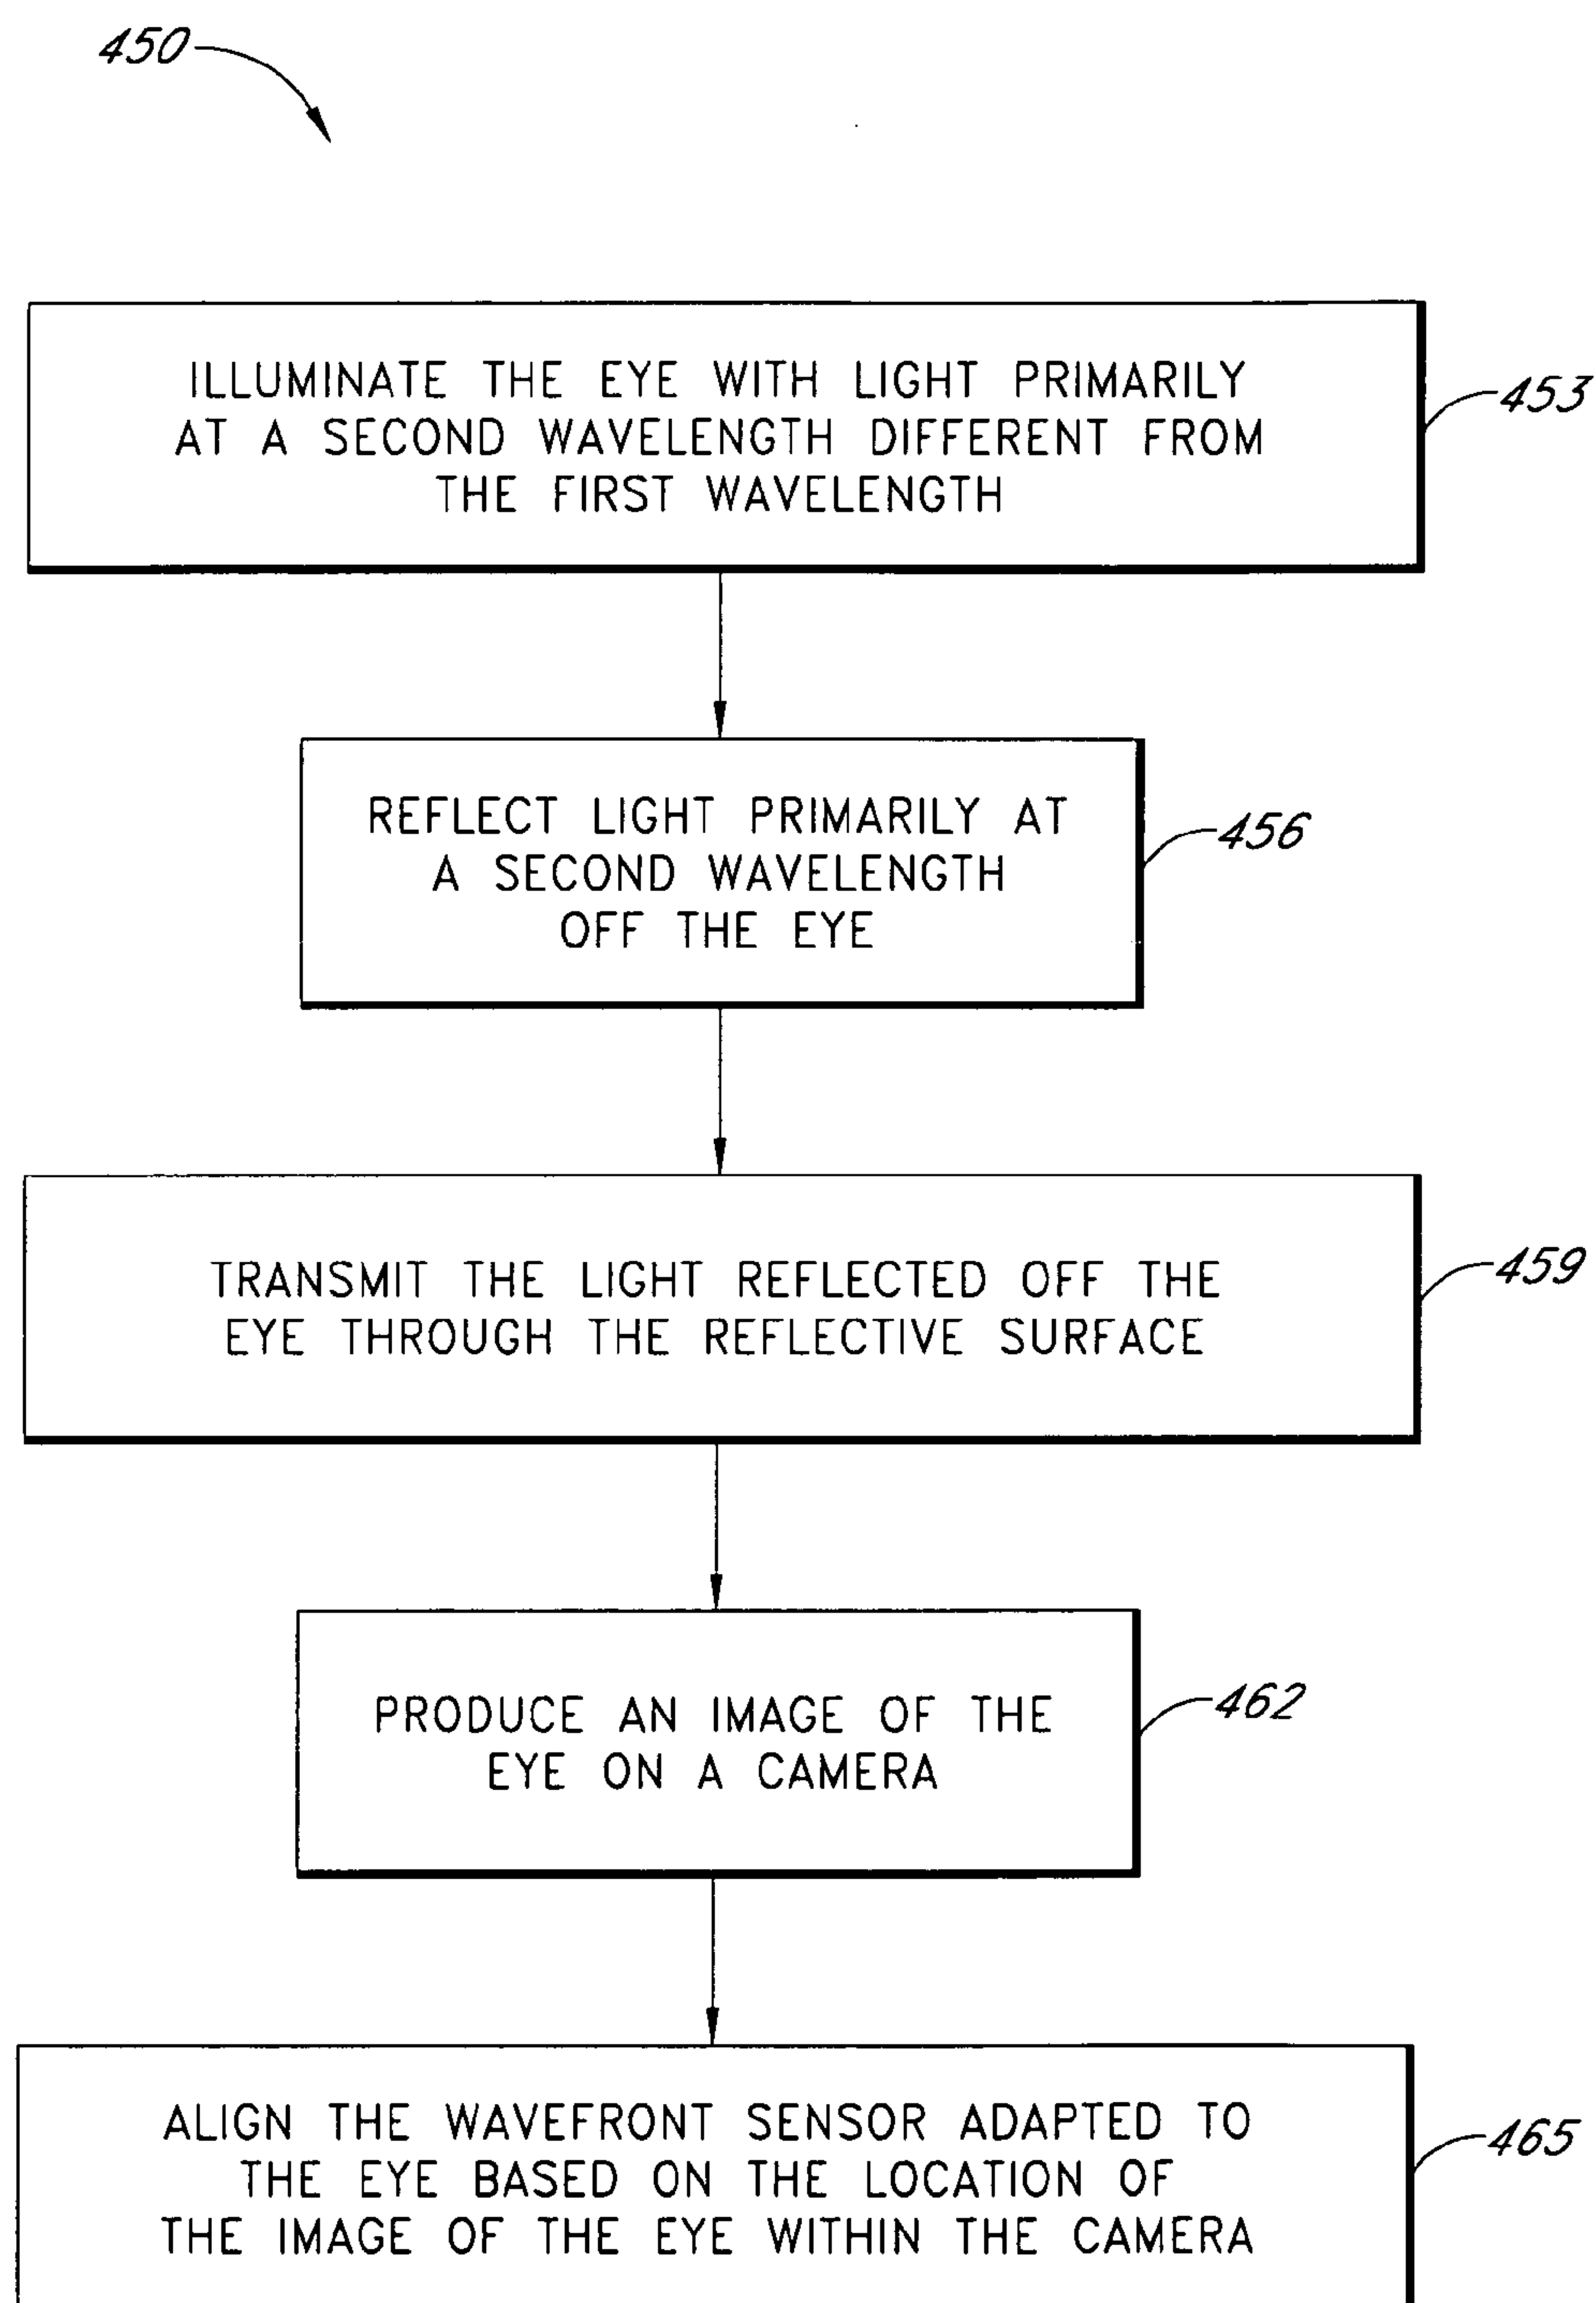 450
ILLUMINATE THE EYE WITH LIGHT PRIMARILY
AT A SECOND WAVELENGTH DIFFERENT FROM
THE FIRST WAVELENGTH
453
REFLECT LIGHT PRIMARILY AT
A SECOND WAVELENGTH
OFF THE EYE
456
TRANSMIT THE LIGHT REFLECTED OFF THE
EYE THROUGH THE REFLECTIVE SURFACE
459
PRODUCE AN IMAGE OF THE
EYE ON A CAMERA
462
ALIGN THE WAVEFRONT SENSOR ADAPTED TO
THE EYE BASED ON THE LOCATION OF
THE IMAGE OF THE EYE WITHIN THE CAMERA
465